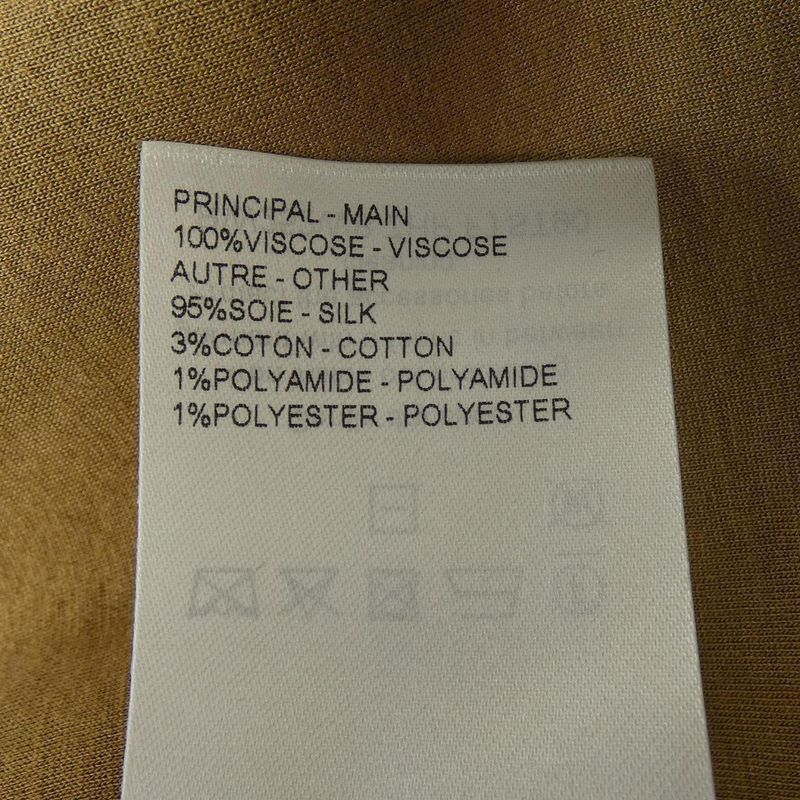 PRINCIPAL - MAIN
100%VISCOSE - VISCOSE
AUTRE - OTHER
95%SOIE - SILK
3%COTON - COTTON
1%POLYAMIDE - POLYAMIDE
1%POLYESTER - POLYESTER